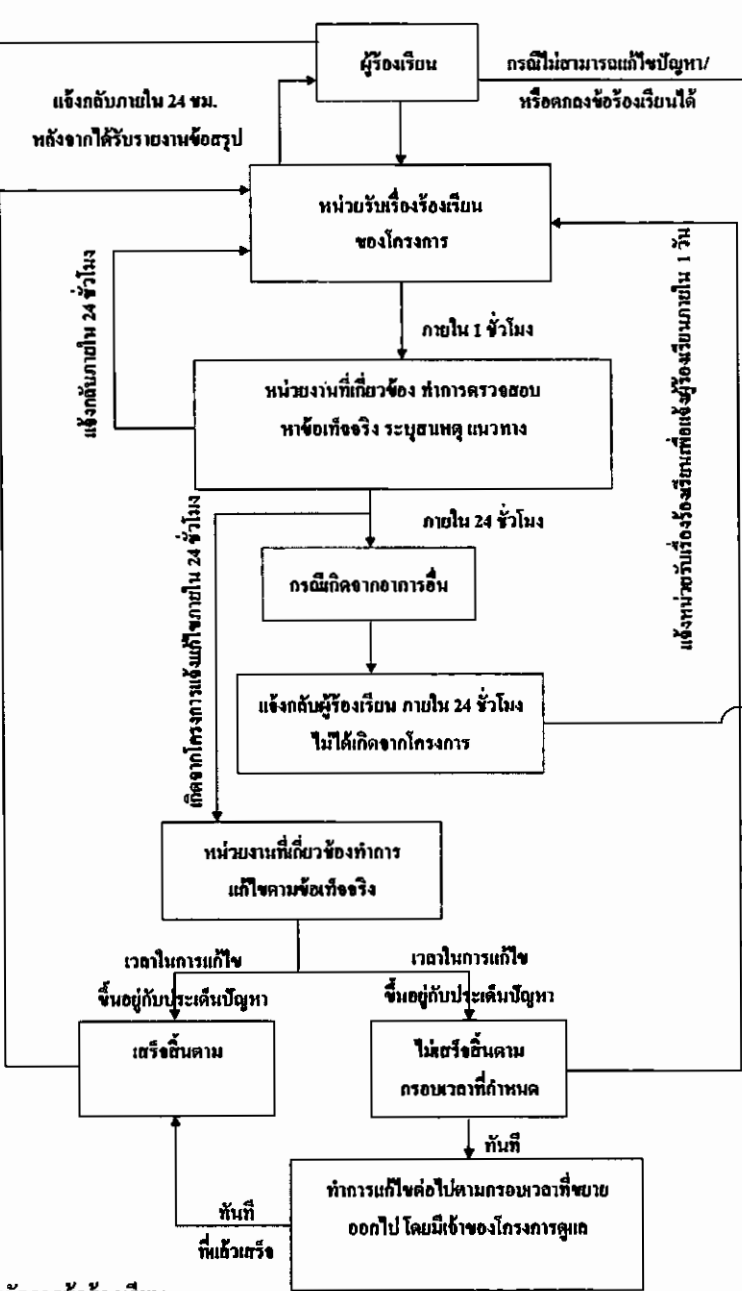 ผู้ร้องเรียน
กรณีไม่สามารถแก้ไขปัญหา/
หรือตกลงข้อร้องเรียนได้
แจ้งกลับภายใน 24 ชม.
หลังจากได้รับรายงานข้อสรุป
หน่วยรับเรื่องร้องเรียน
ของโครงการ
แจ้งกลับภายใน 24 ชั่วโมง
ภายใน 1 ชั่วโมง
แจ้งหน่วยรับเรื่องร้องเรียนเพื่อแจ้งผู้ร้องเรียนภายใน 1 วัน
หน่วยงานที่เกี่ยวข้อง ทำการตรวจสอบ
หาข้อเท็จจริง ระบุสนหตุ แนวทาง
ภายใน 24 ชั่วโมง
เกิดจากโครงการแจ้งแก้ไขภายใน 24 ชั่วโมง
กรณีเกิดจากอาการอื่น
แจ้งกลับผู้ร้องเรียน ภายใน 24 ชั่วโมง
ไม่ได้เกิดจากโครงการ
หน่วยงานที่เกี่ยวข้องทำการ
แก้ไขตามข้อเท็จจริง
เวลาในการแก้ไข
ขึ้นอยู่กับประเด็นปัญหา
เวลาในการแก้ไข
ขึ้นอยู่กับประเด็นปัญหา
เสร็จสิ้นตาม
ไม่เสร็จสิ้นตาม
กรอบเวลาที่กำหนด
ทันที
ทำการแก้ไขต่อไปตามกรอบเวลาที่ขยาย
ออกไป โดยมีเจ้าของโครงการดูแล
ทันที
ที่แล้วเสร็จ